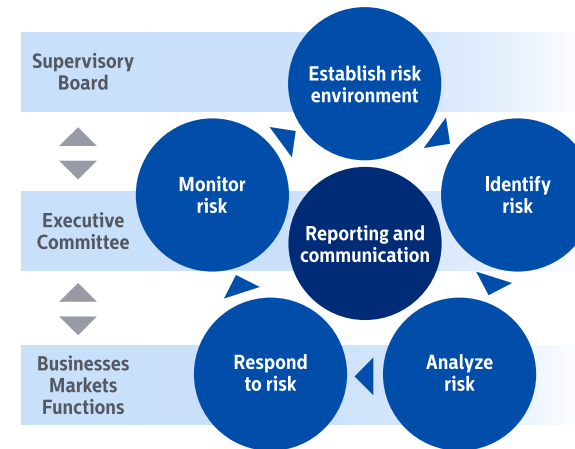 Supervisory
Board
Establish risk
environment
Monitor
risk
Identify
risk
Executive
Committee
Reporting and
communication
Businesses
Markets
Functions
Respond
to risk
Analyze
risk